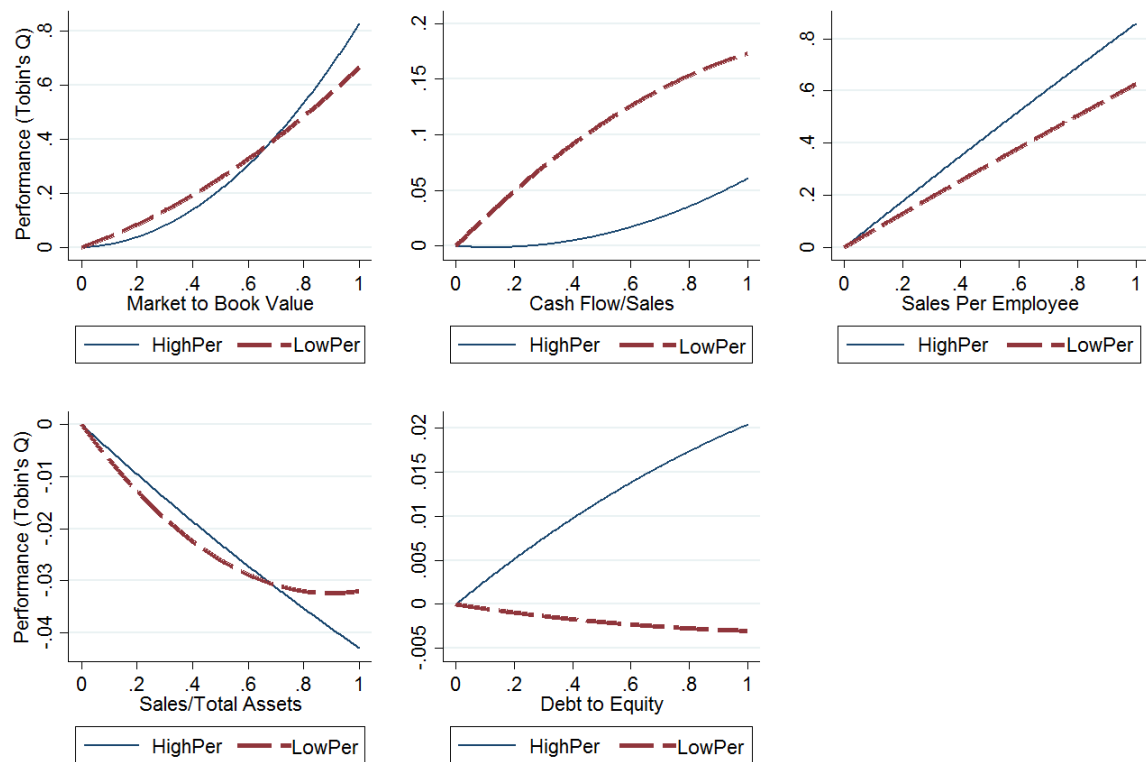 Performance (Tobin's Q)
.8
.6
.4
.2
0
0 .2 .4 .6 .8 1
Market to Book Value
HighPer LowPer
.2
.15
.1
.05
0
0 .2 .4 .6 .8 1
Cash Flow/Sales
HighPer LowPer
.8
.6
.4
.2
0
0 .2 .4 .6 .8 1
Sales Per Employee
HighPer LowPer
Performance (Tobin's Q)
0
-.01
-.02
-.03
-.04
0 .2 .4 .6 .8 1
Sales/Total Assets
HighPer LowPer
.02
.015
.01
.005
0
-.005
0 .2 .4 .6 .8 1
Debt to Equity
HighPer LowPer